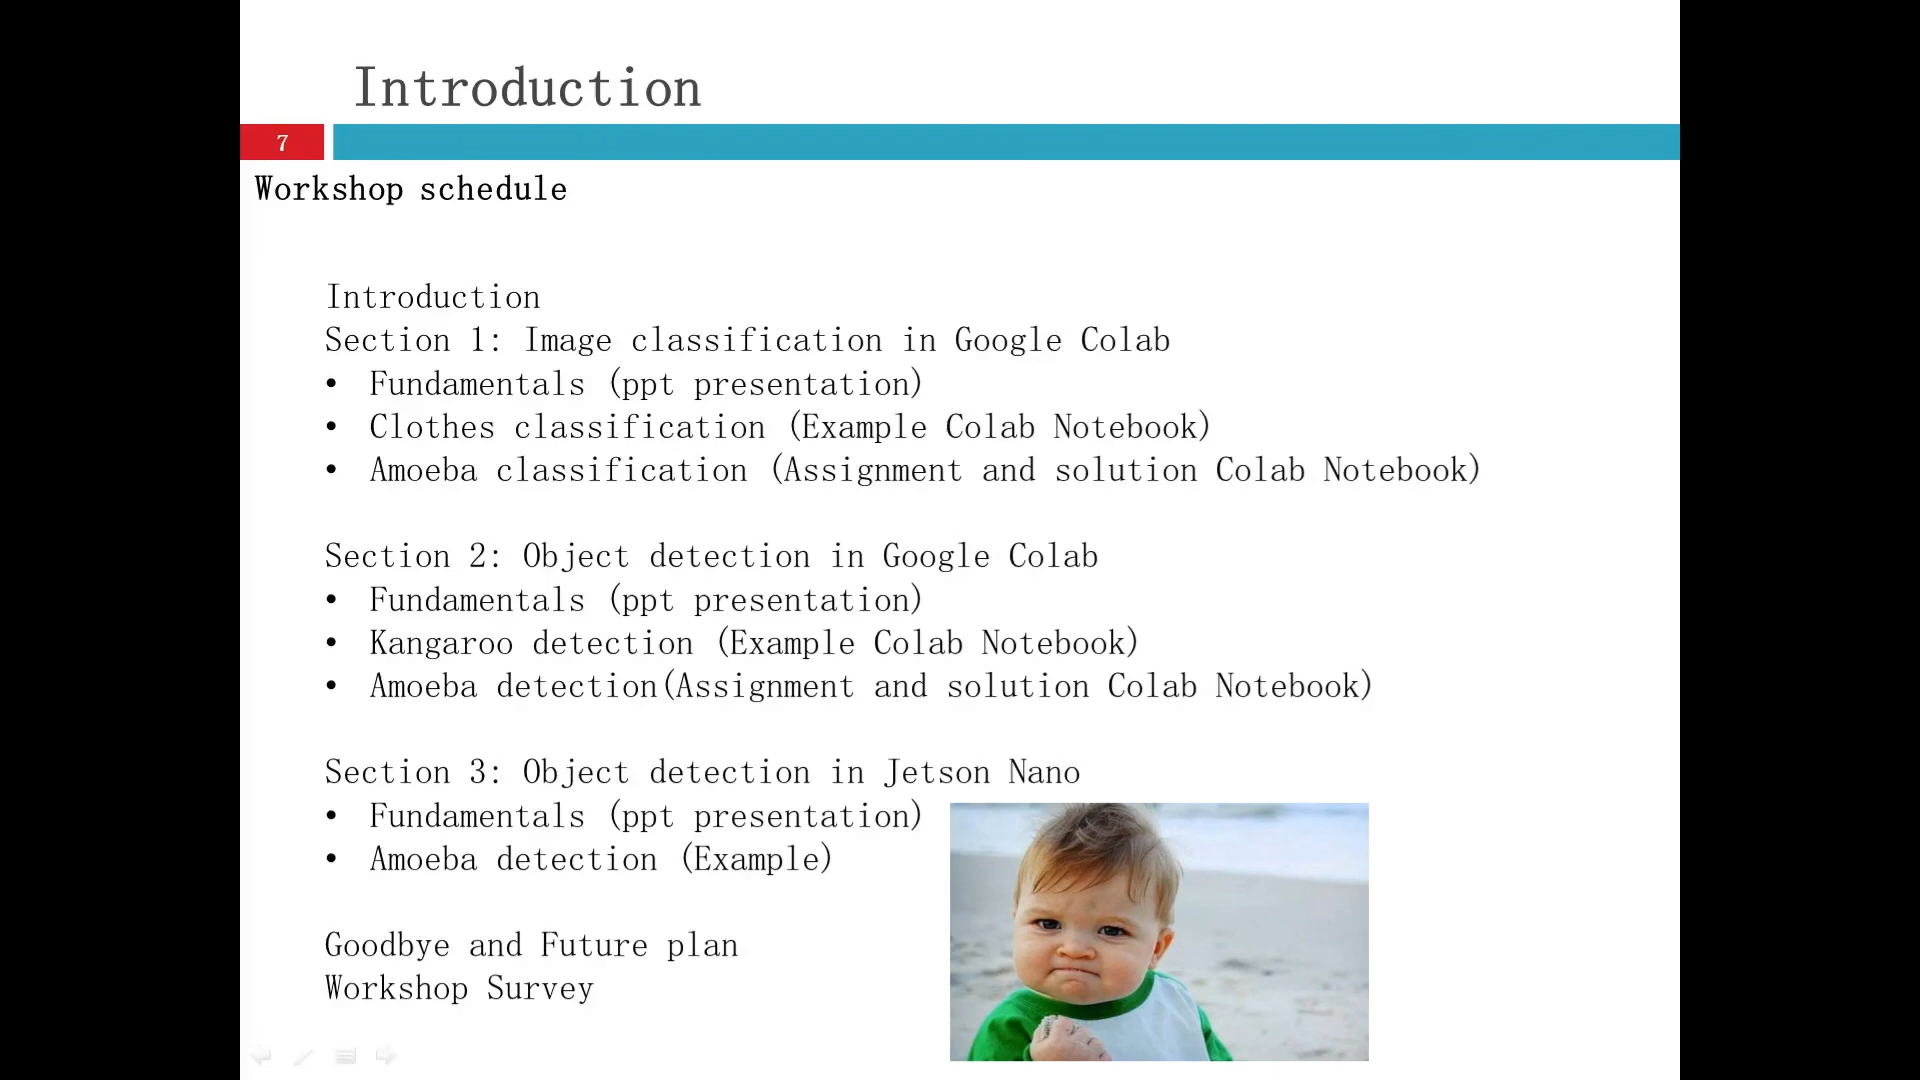 Introduction
7
Workshop schedule
Introduction
Section 1: Image classification in Google Colab
• Fundamentals (ppt presentation)
• Clothes classification (Example Colab Notebook)
• Amoeba classification (Assignment and solution Colab Notebook)
Section 2: Object detection in Google Colab
• Fundamentals (ppt presentation)
• Kangaroo detection (Example Colab Notebook)
• Amoeba detection(Assignment and solution Colab Notebook)
Section 3: Object detection in Jetson Nano
• Fundamentals (ppt presentation)
• Amoeba detection (Example)
Goodbye and Future plan
Workshop Survey